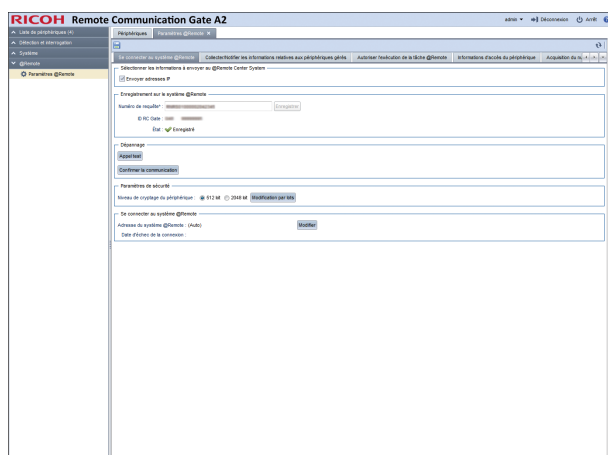 RICOH Remote Communication Gate A2
admin
Déconnexion
Arrêt
Liste de périphériques (4)
Détection et interrogation
Système
@Remote
Paramètres @Remote
Périphériques
Paramètres @Remote
Se connecter au système @Remote
Collecter/Notifier les informations relatives aux périphériques gérés
Autoriser l'exécution de la tâche @Remote
Informations d'accès du périphérique
Acquisition du
Sélectionner les informations à envoyer au @Remote Center System
Envoyer adresses IP
Enregistrement sur le système @Remote
Numéro de requête* :
Enregistrer
ID RC Gate :
État : Enregistré
Dépannage
Appel test
Confirmer la communication
Paramètres de sécurité
Niveau de cryptage du périphérique : 512 bit 2048 bit Modification par lots
Se connecter au système @Remote
Adresse du système @Remote : (Auto) Modifier
Date d'échec de la connexion :